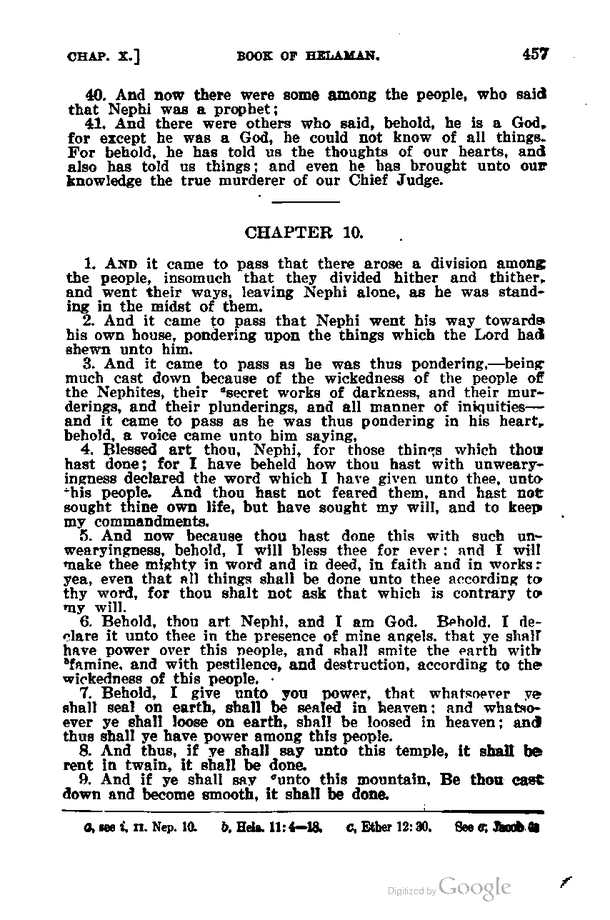 CHAP. X.] BOOK OF HELAMAN. 457
40. And now there were some among the people, who said
that Nephi was a prophet;
41. And there were others who said, behold, he is a God,
for except he was a God, he could not know of all things.
For behold, he has told us the thoughts of our hearts, and
also has told us things; and even he has brought unto our
knowledge the true murderer of our Chief Judge.
CHAPTER 10.
1. AND it came to pass that there arose a division among
the people, insomuch that they divided hither and thither,
and went their ways, leaving Nephi alone, as he was stand-
ing in the midst of them.
2. And it came to pass that Nephi went his way towards
his own house, pondering upon the things which the Lord had
shewn unto him.
3. And it came to pass as he was thus pondering,—being
much cast down because of the wickedness of the people of
the Nephites, their ᵃsecret works of darkness, and their mur-
derings, and their plunderings, and all manner of iniquities—
and it came to pass as he was thus pondering in his heart,
behold, a voice came unto him saying,
4. Blessed art thou, Nephi, for those things which thou
hast done; for I have beheld how thou hast with unweary-
ingness declared the word which I have given unto thee, unto
this people. And thou hast not feared them, and hast not
sought thine own life, but have sought my will, and to keep
my commandments.
5. And now because thou hast done this with such un-
wearyingness, behold, I will bless thee for ever: and I will
make thee mighty in word and in deed, in faith and in works:
yea, even that all things shall be done unto thee according to
thy word, for thou shalt not ask that which is contrary to
my will.
6. Behold, thou art Nephi, and I am God. Behold, I de-
clare it unto thee in the presence of mine angels, that ye shall
have power over this people, and shall smite the earth with
ᵇfamine, and with pestilence, and destruction, according to the
wickedness of this people.
7. Behold, I give unto you power, that whatsoever ye
shall seal on earth, shall be sealed in heaven; and whatso-
ever ye shall loose on earth, shall be loosed in heaven; and
thus shall ye have power among this people.
8. And thus, if ye shall say unto this temple, it shall be
rent in twain, it shall be done.
9. And if ye shall say ᶜunto this mountain, Be thou cast
down and become smooth, it shall be done.
a, see i, II. Nep. 10. b, Hela. 11:4—18. c, Ether 12:30. See e, Jacob
Digitized by Google